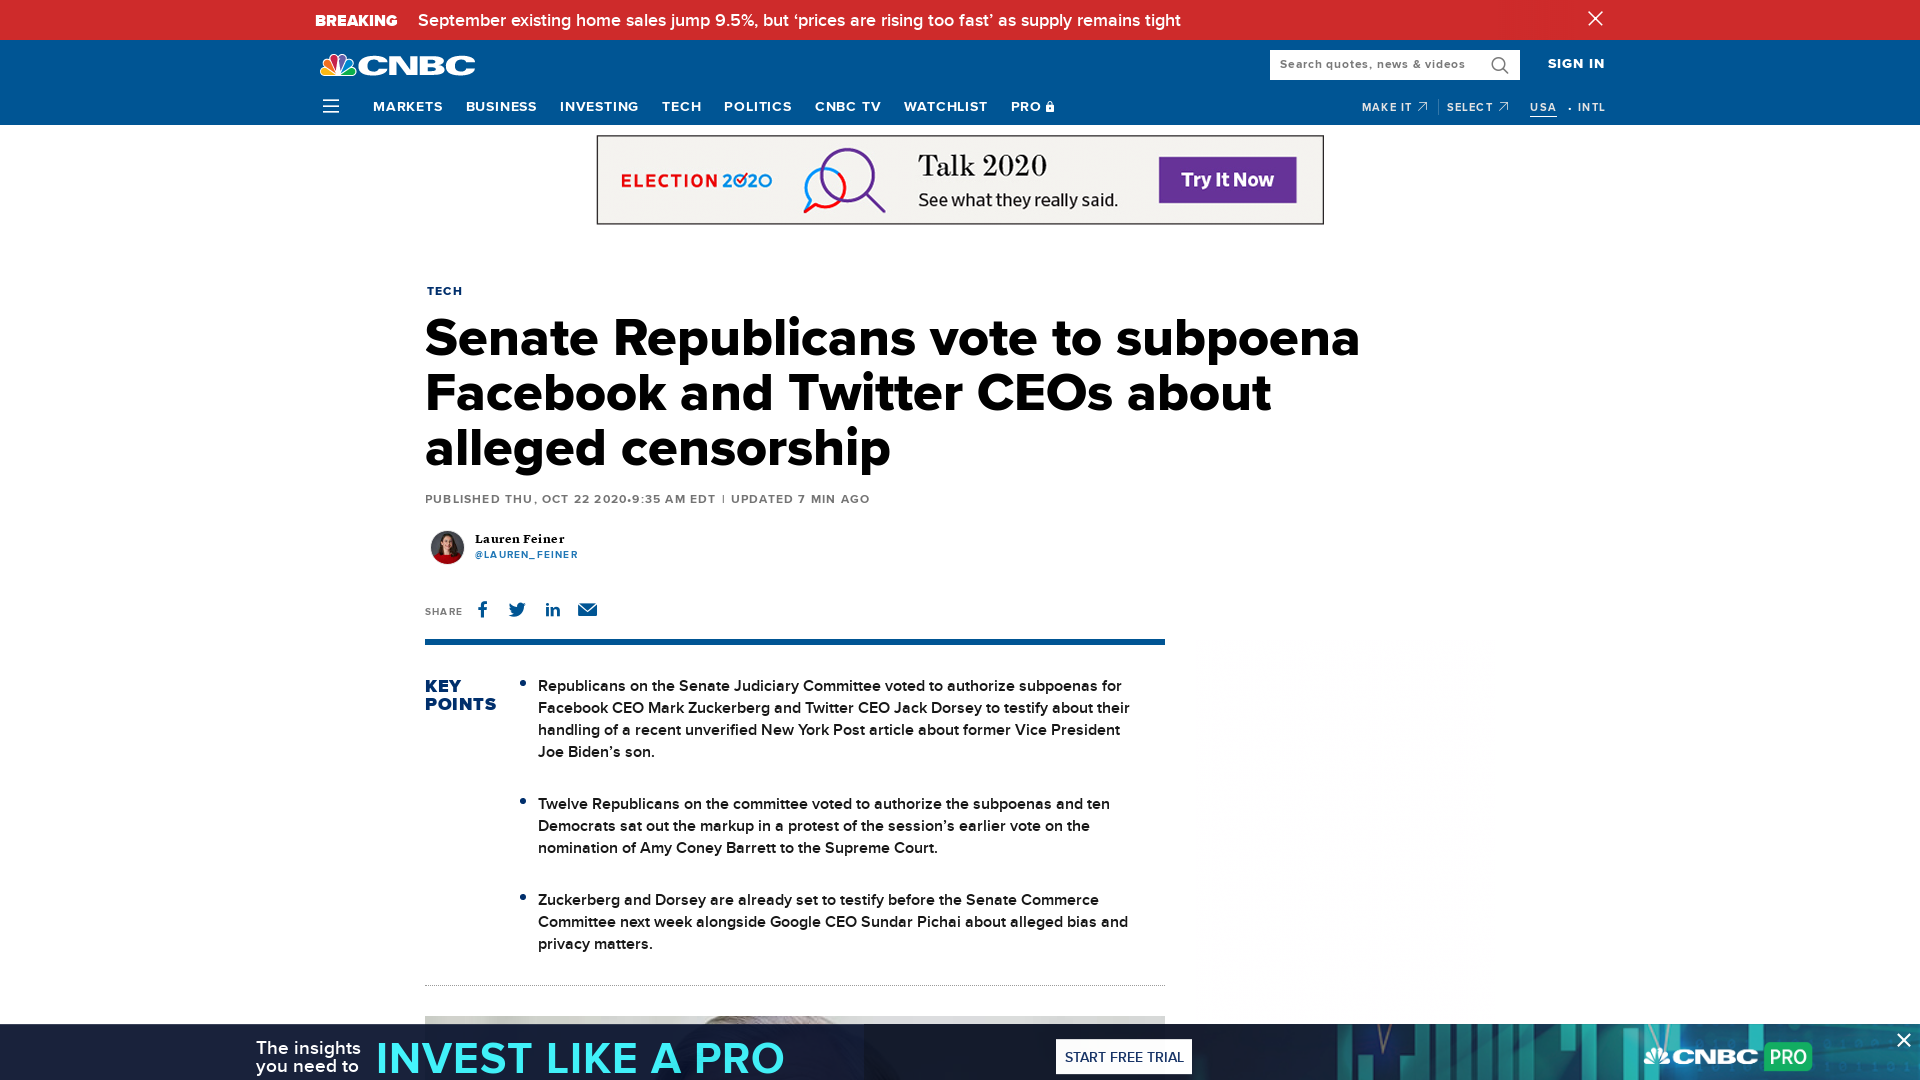 BREAKING September existing home sales jump 9.5%, but ‘prices are rising too fast’ as supply remains tight
CNBC
Search quotes, news & videos
SIGN IN
MARKETS BUSINESS INVESTING TECH POLITICS CNBC TV WATCHLIST PRO
MAKE IT SELECT USA • INTL
ELECTION 2020
Talk 2020
See what they really said.
Try It Now
TECH
Senate Republicans vote to subpoena
Facebook and Twitter CEOs about
alleged censorship
PUBLISHED THU, OCT 22 2020•9:35 AM EDT | UPDATED 7 MIN AGO
Lauren Feiner
@LAUREN_FEINER
SHARE
KEY
POINTS
Republicans on the Senate Judiciary Committee voted to authorize subpoenas for
Facebook CEO Mark Zuckerberg and Twitter CEO Jack Dorsey to testify about their
handling of a recent unverified New York Post article about former Vice President
Joe Biden’s son.
Twelve Republicans on the committee voted to authorize the subpoenas and ten
Democrats sat out the markup in a protest of the session’s earlier vote on the
nomination of Amy Coney Barrett to the Supreme Court.
Zuckerberg and Dorsey are already set to testify before the Senate Commerce
Committee next week alongside Google CEO Sundar Pichai about alleged bias and
privacy matters.
The insights
you need to
INVEST LIKE A PRO
START FREE TRIAL
CNBC PRO